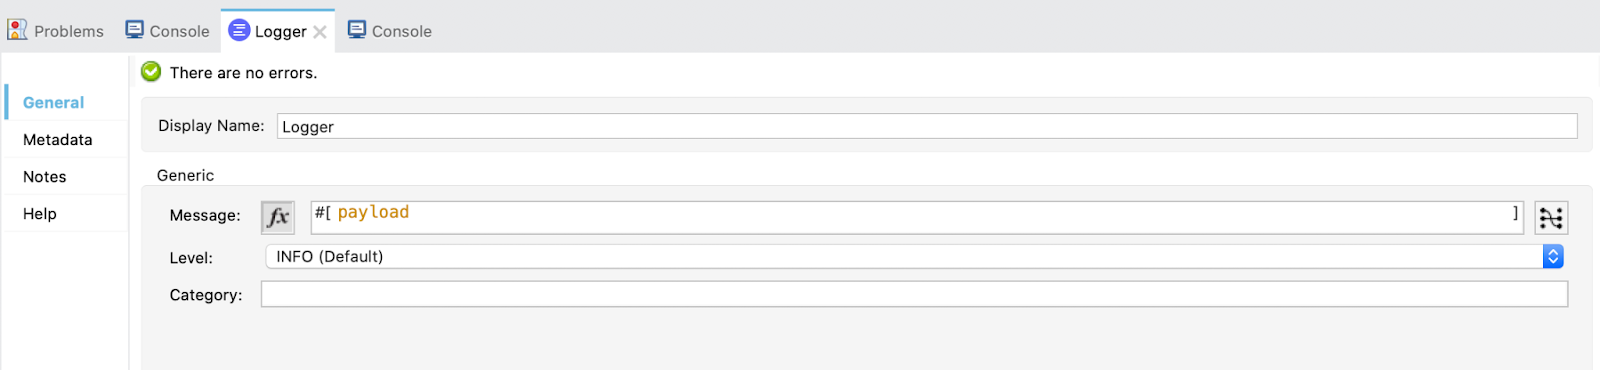 Problems Console Logger Console
There are no errors.
General
Metadata
Notes
Help
Display Name: Logger
Generic
Message: fx #[ payload ]
Level: INFO (Default)
Category: